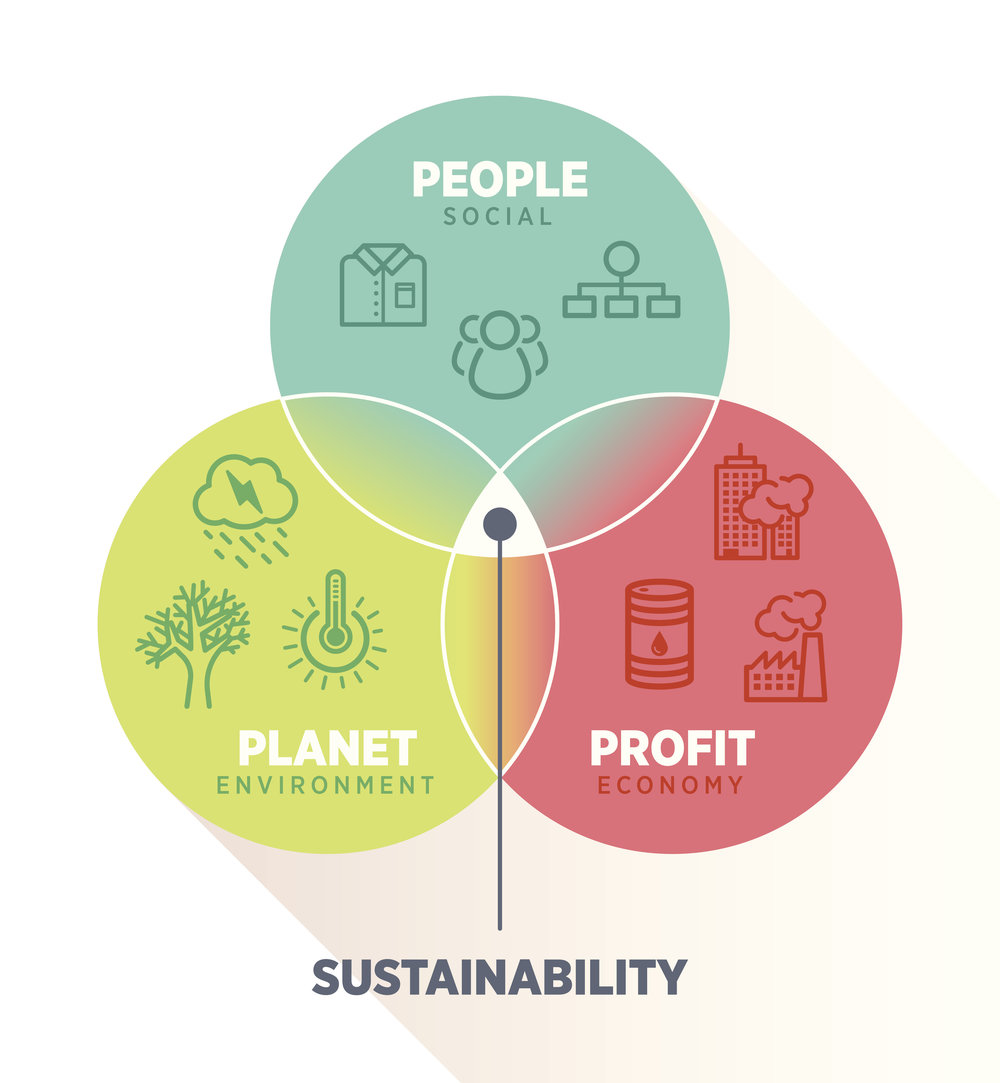 PEOPLE
SOCIAL
PLANET
ENVIRONMENT
PROFIT
ECONOMY
SUSTAINABILITY